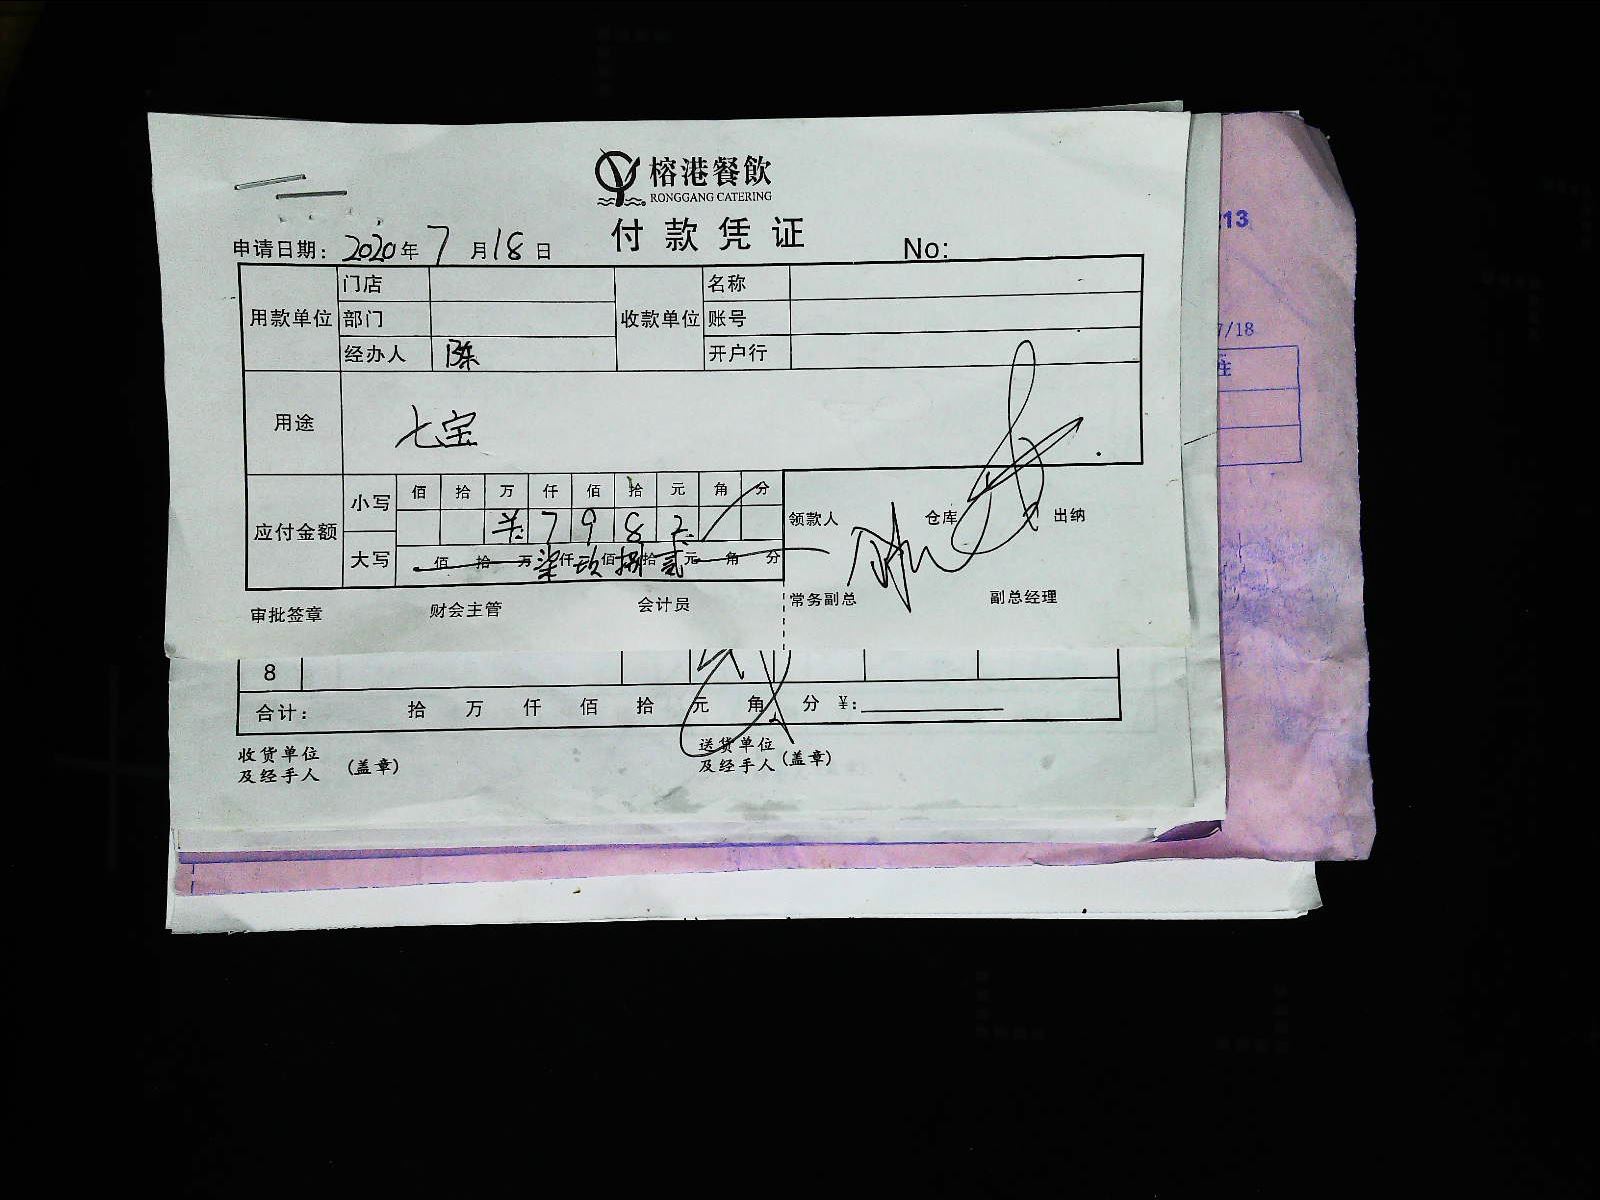 榕港餐飲
RONGGANG CATERING
付款凭证
申请日期：2020年7月18日 No:
用款单位 门店 收款单位 名称
部门 账号
经办人 陈 开户行
用途 七宝
应付金额 小写 佰 拾 万 仟 佰 拾 元 角 分
7 9 8 2
大写 佰 拾 万 柒仟 玖佰 捌拾 贰元 角 分
领款人 仓库 出纳
审批签章 财会主管 会计员 常务副总 副总经理
8
合计： 拾 万 仟 佰 拾 元 角 分 ¥:
收货单位 送货单位
及经手人 (盖章) 及经手人 (盖章)
13
7/18
注